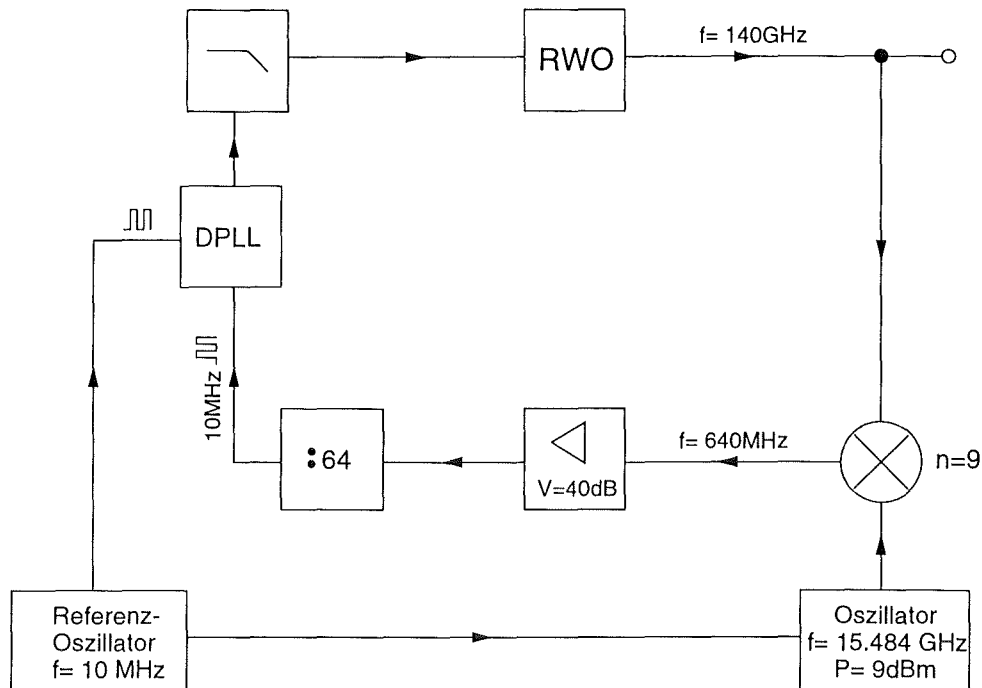 RWO
f= 140GHz
DPLL
10MHz
:64
V=40dB
f= 640MHz
n=9
Referenz-
Oszillator
f= 10 MHz
Oszillator
f= 15.484 GHz
P= 9dBm